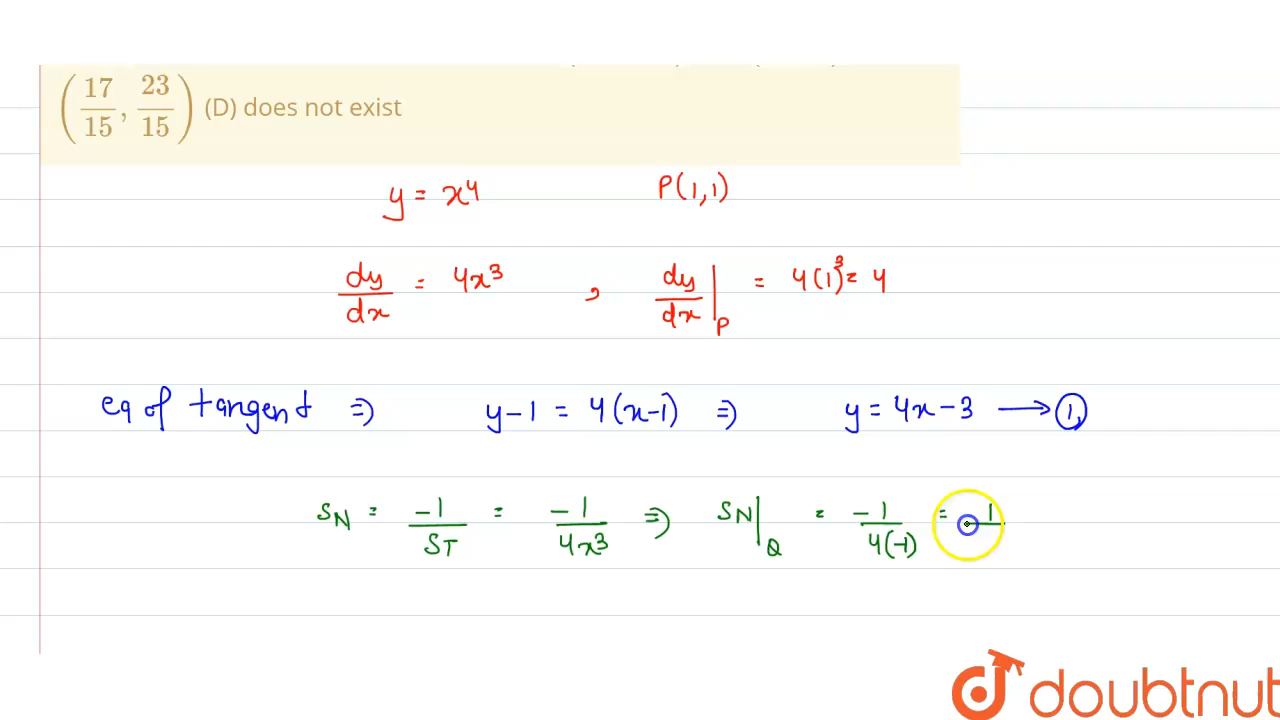 (17/15, 23/15) (D) does not exist
y = x⁴ P(1,1)
dy/dx = 4x³ , dy/dx|P = 4(1)³ = 4
eq of tangent ⇒ y-1 = 4(x-1) ⇒ y = 4x-3 → (1)
SN = -1/ST = -1/4x³ ⇒ SN|Q = -1/4(-1) = 1
doubtnut